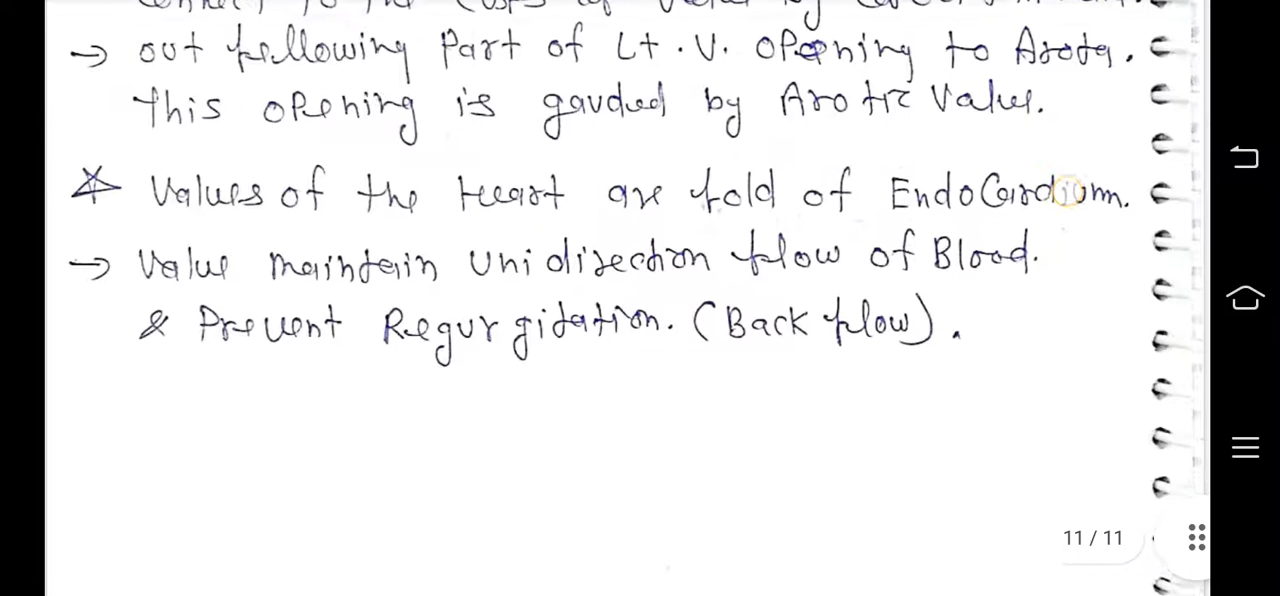 → out following Part of Lt . V. Opening to Arota.
This opening is gauded by Arotic Value.
☆ Values of the Heart are fold of EndoCardium.
→ Value maintain Unidirection flow of Blood.
& Prevent Regurgitation. (Back flow).
11 / 11